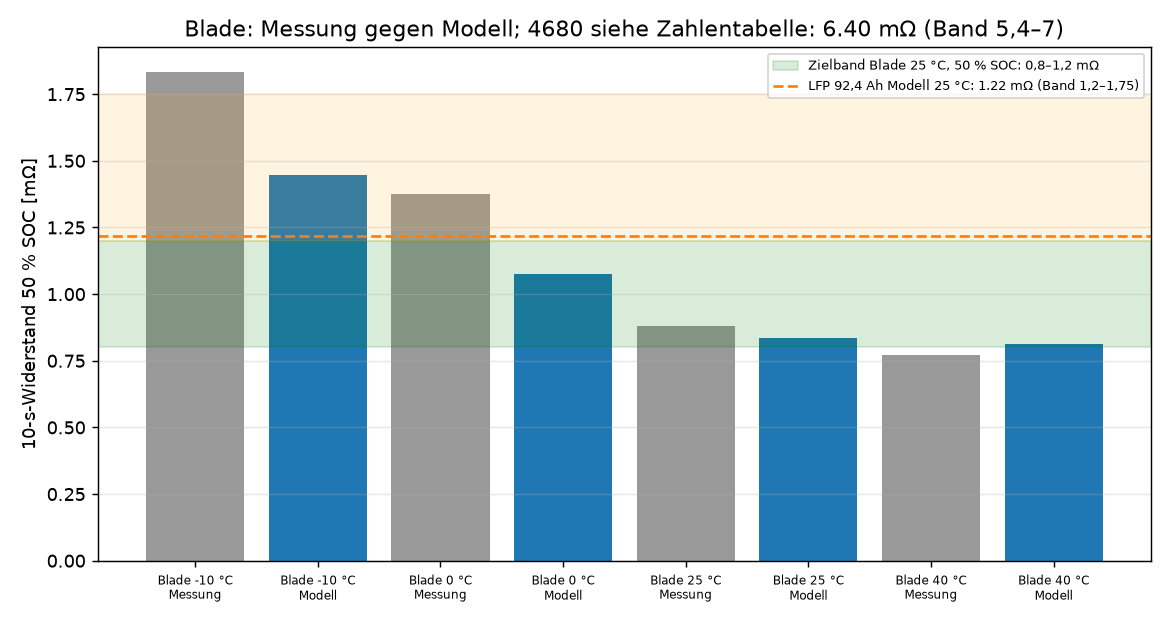 Blade: Messung gegen Modell; 4680 siehe Zahlentabelle: 6.40 mΩ (Band 5,4–7)
Zielband Blade 25 °C, 50 % SOC: 0,8–1,2 mΩ
LFP 92,4 Ah Modell 25 °C: 1.22 mΩ (Band 1,2–1,75)
10-s-Widerstand 50 % SOC [mΩ]
1.75
1.50
1.25
1.00
0.75
0.50
0.25
0.00
Blade -10 °C
Messung
Blade -10 °C
Modell
Blade 0 °C
Messung
Blade 0 °C
Modell
Blade 25 °C
Messung
Blade 25 °C
Modell
Blade 40 °C
Messung
Blade 40 °C
Modell